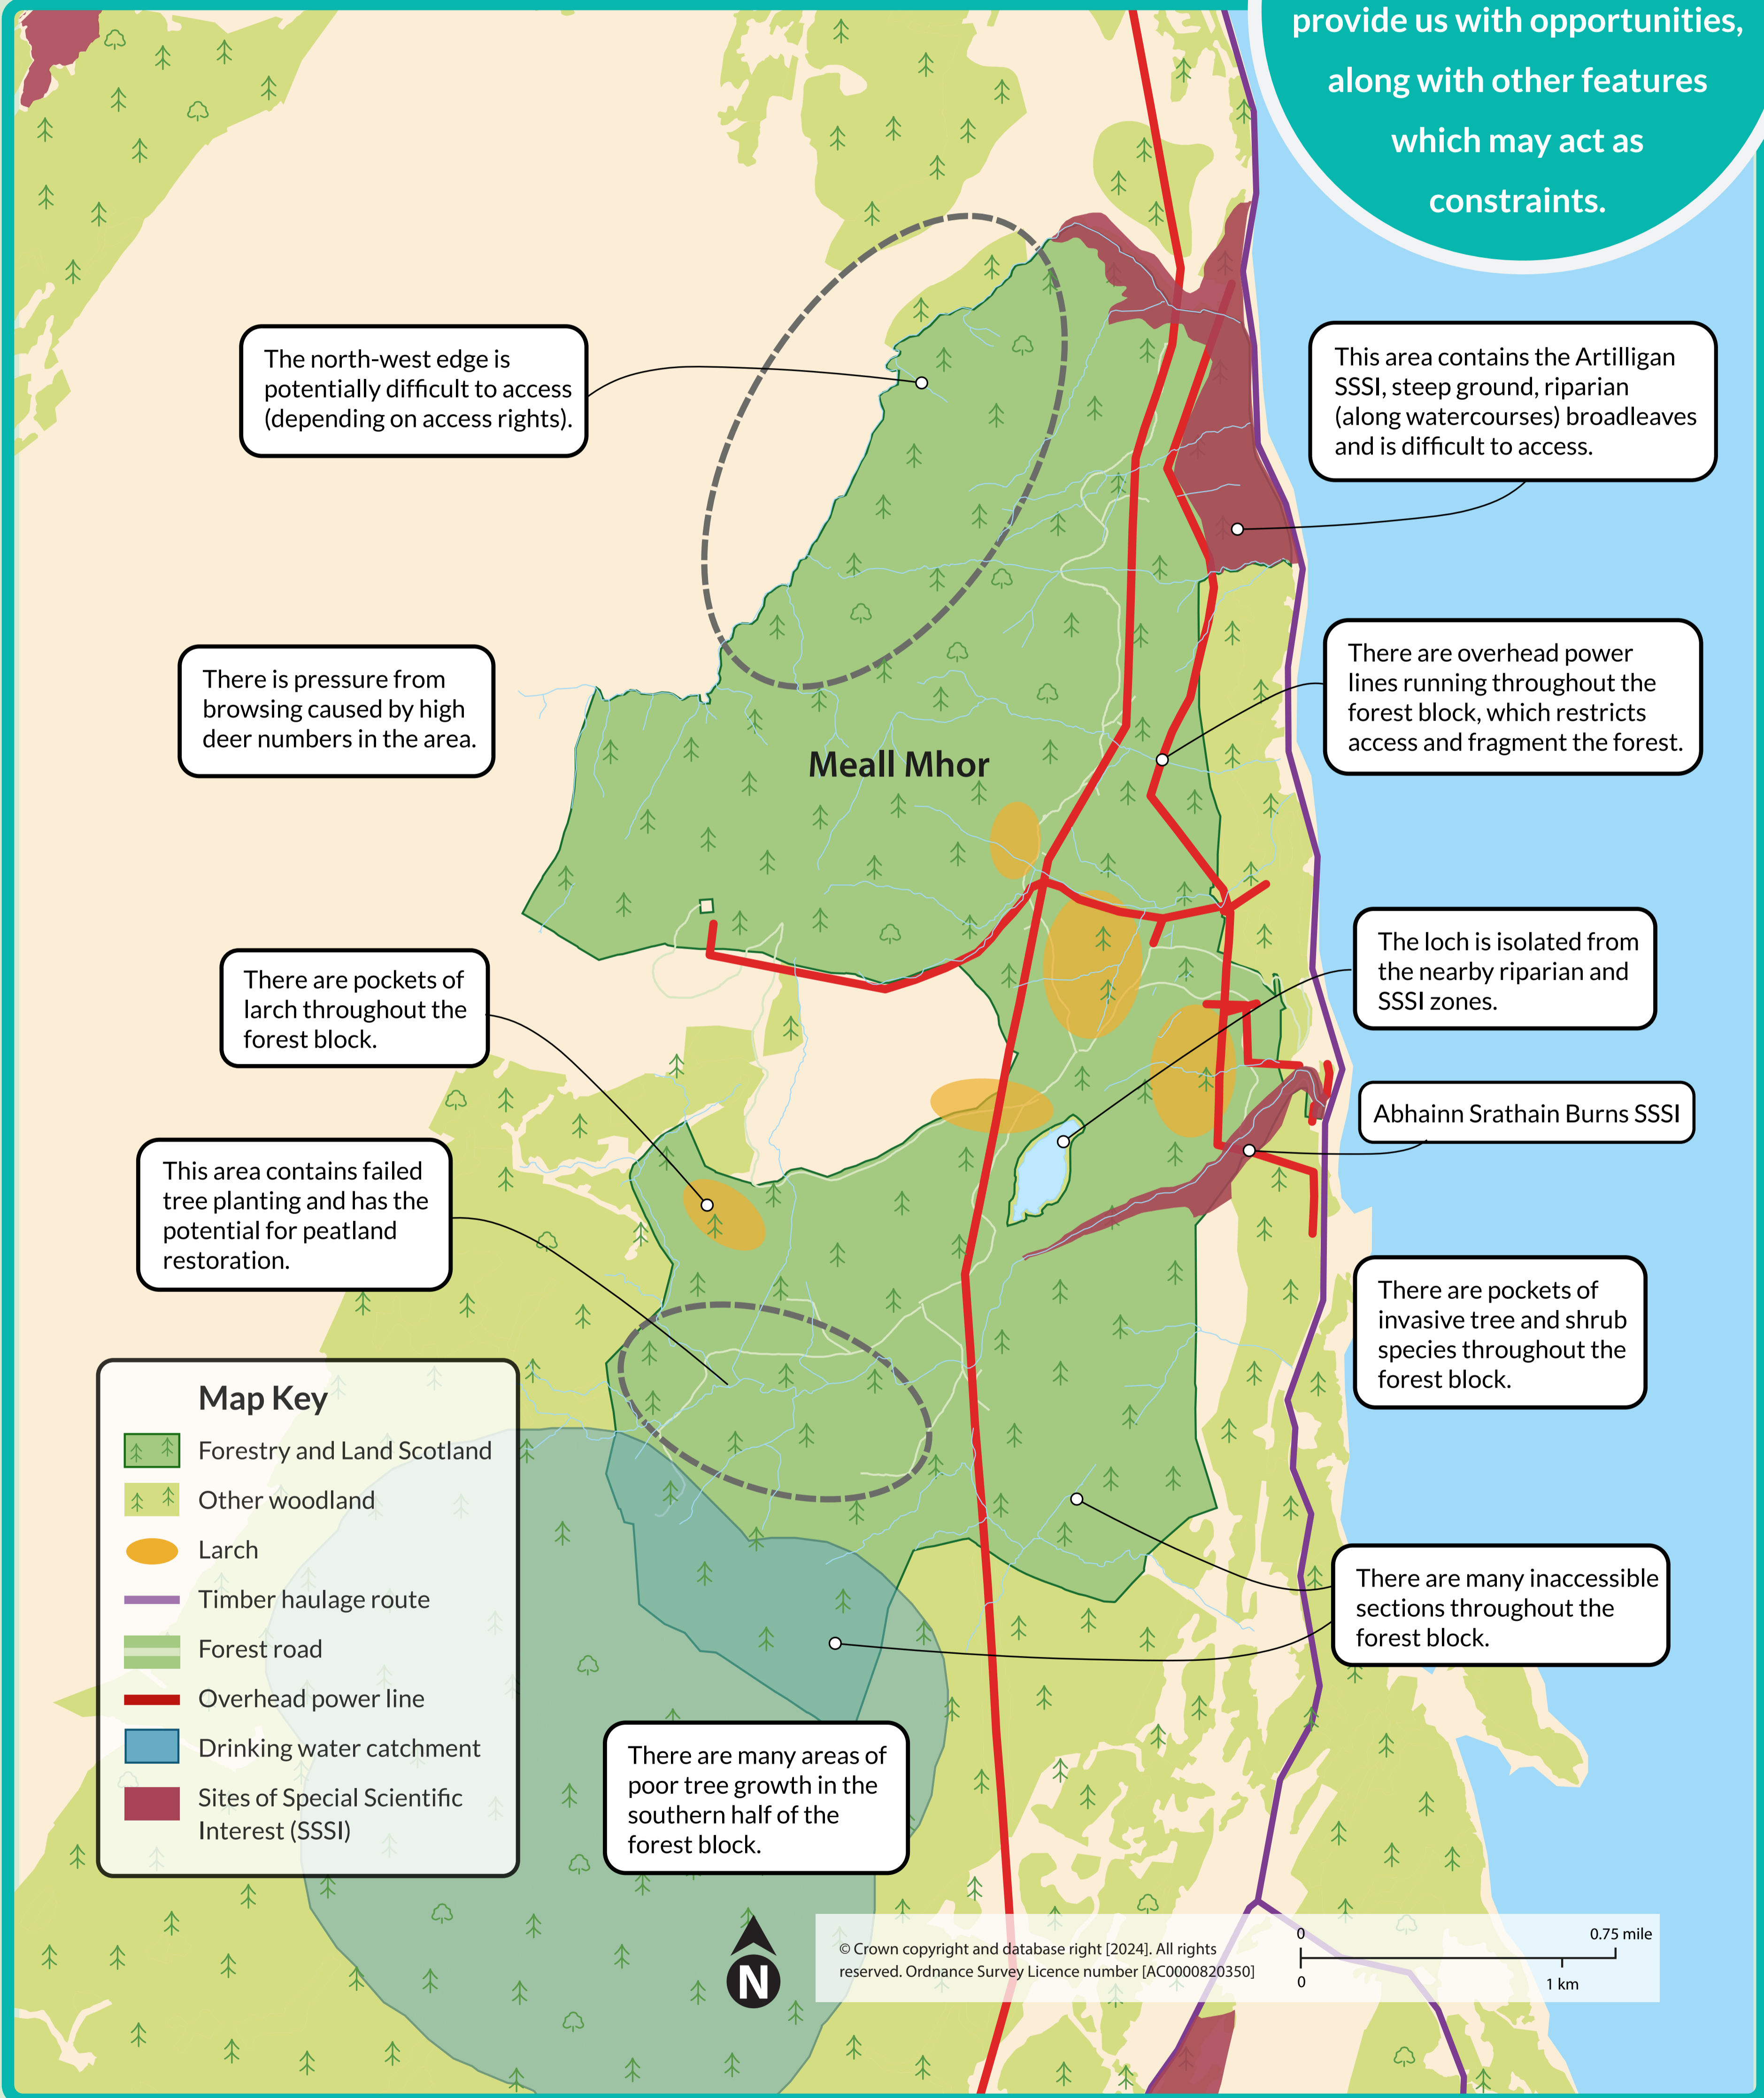 provide us with opportunities,
along with other features
which may act as
constraints.
The north-west edge is
potentially difficult to access
(depending on access rights).
This area contains the Artilligan
SSSI, steep ground, riparian
(along watercourses) broadleaves
and is difficult to access.
There is pressure from
browsing caused by high
deer numbers in the area.
There are overhead power
lines running throughout the
forest block, which restricts
access and fragment the forest.
Meall Mhor
There are pockets of
larch throughout the
forest block.
The loch is isolated from
the nearby riparian and
SSSI zones.
Abhainn Srathain Burns SSSI
This area contains failed
tree planting and has the
potential for peatland
restoration.
There are pockets of
invasive tree and shrub
species throughout the
forest block.
Map Key
Forestry and Land Scotland
Other woodland
Larch
Timber haulage route
Forest road
Overhead power line
Drinking water catchment
Sites of Special Scientific
Interest (SSSI)
There are many inaccessible
sections throughout the
forest block.
There are many areas of
poor tree growth in the
southern half of the
forest block.
N
© Crown copyright and database right [2024]. All rights
reserved. Ordnance Survey Licence number [AC0000820350]
0 0.75 mile
0 1 km